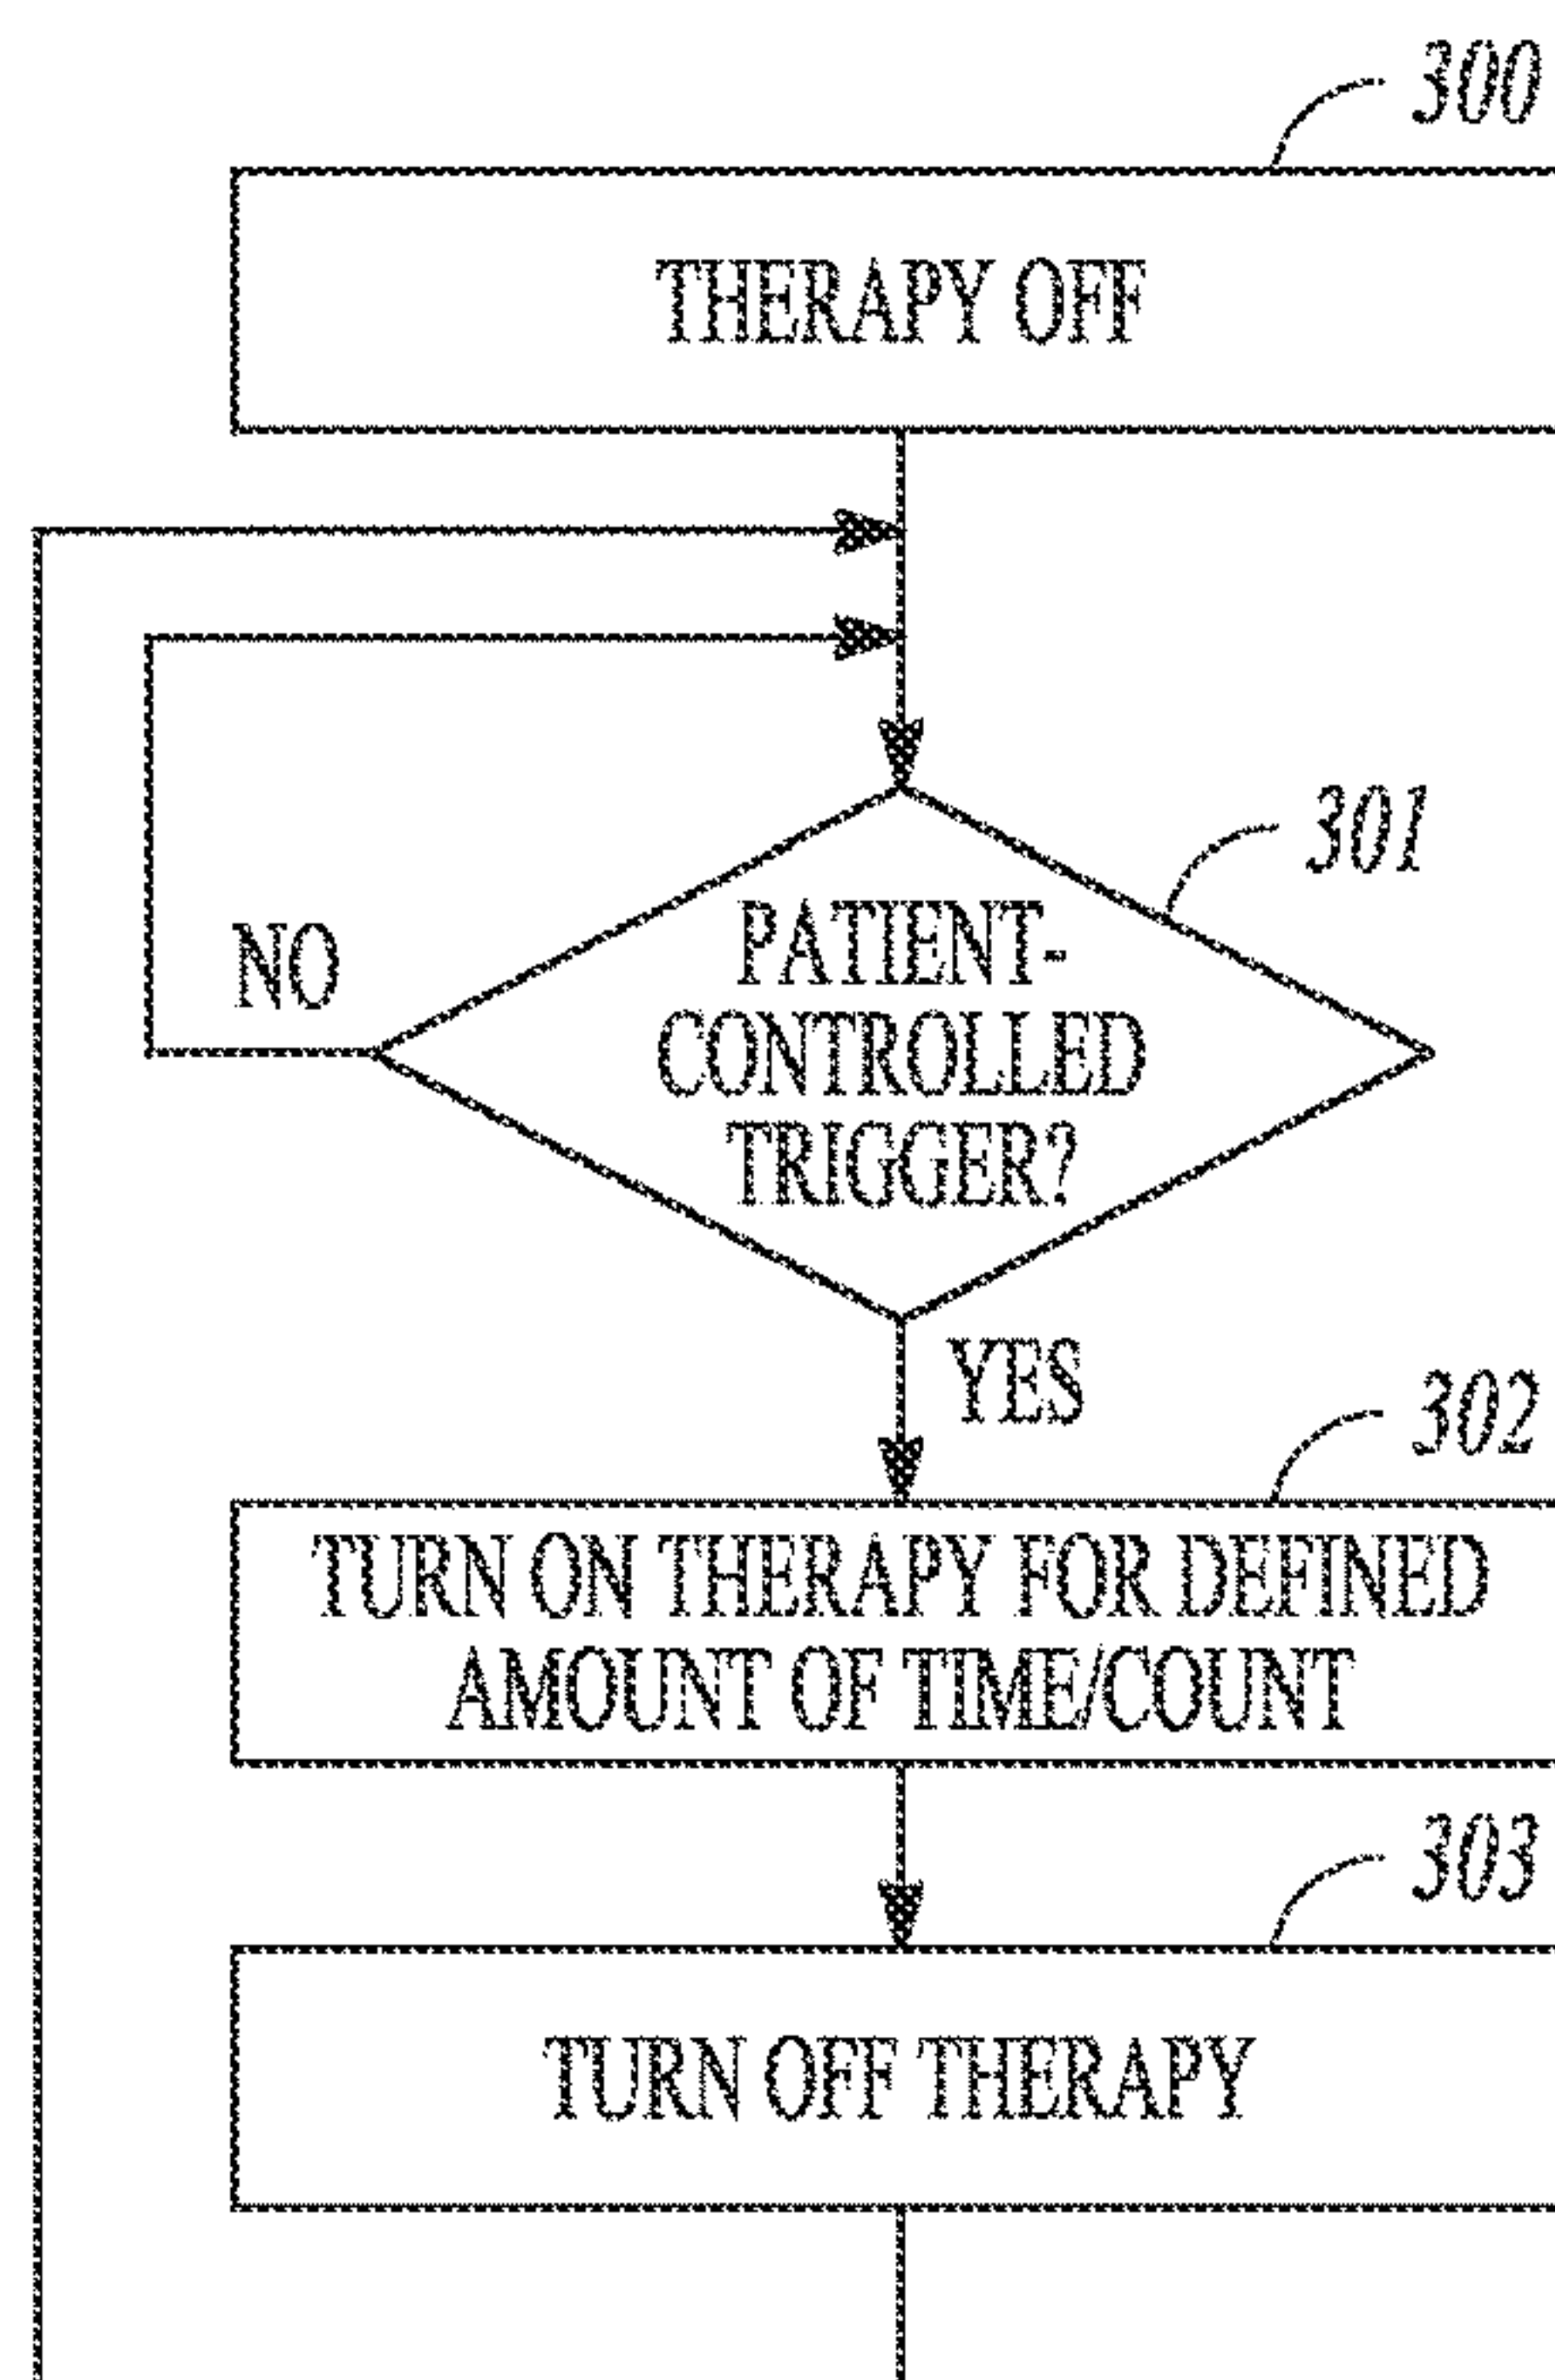 300
THERAPY OFF
301
PATIENT-
CONTROLLED
TRIGGER?
NO
YES
302
TURN ON THERAPY FOR DEFINED
AMOUNT OF TIME/COUNT
303
TURN OFF THERAPY